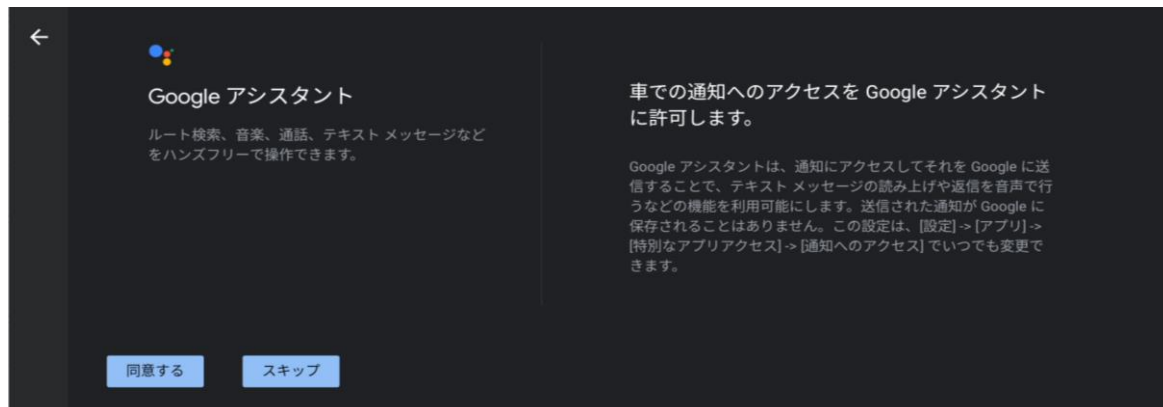 Google アシスタント
ルート検索、音楽、通話、テキスト メッセージなど
をハンズフリーで操作できます。
車での通知へのアクセスを Google アシスタント
に許可します。
Google アシスタントは、通知にアクセスしてそれを Google に送
信することで、テキスト メッセージの読み上げや返信を音声で行
うなどの機能を利用可能にします。送信された通知が Google に
保存されることはありません。この設定は、[設定] -> [アプリ] ->
[特別なアプリアクセス] -> [通知へのアクセス] でいつでも変更で
きます。
同意する
スキップ